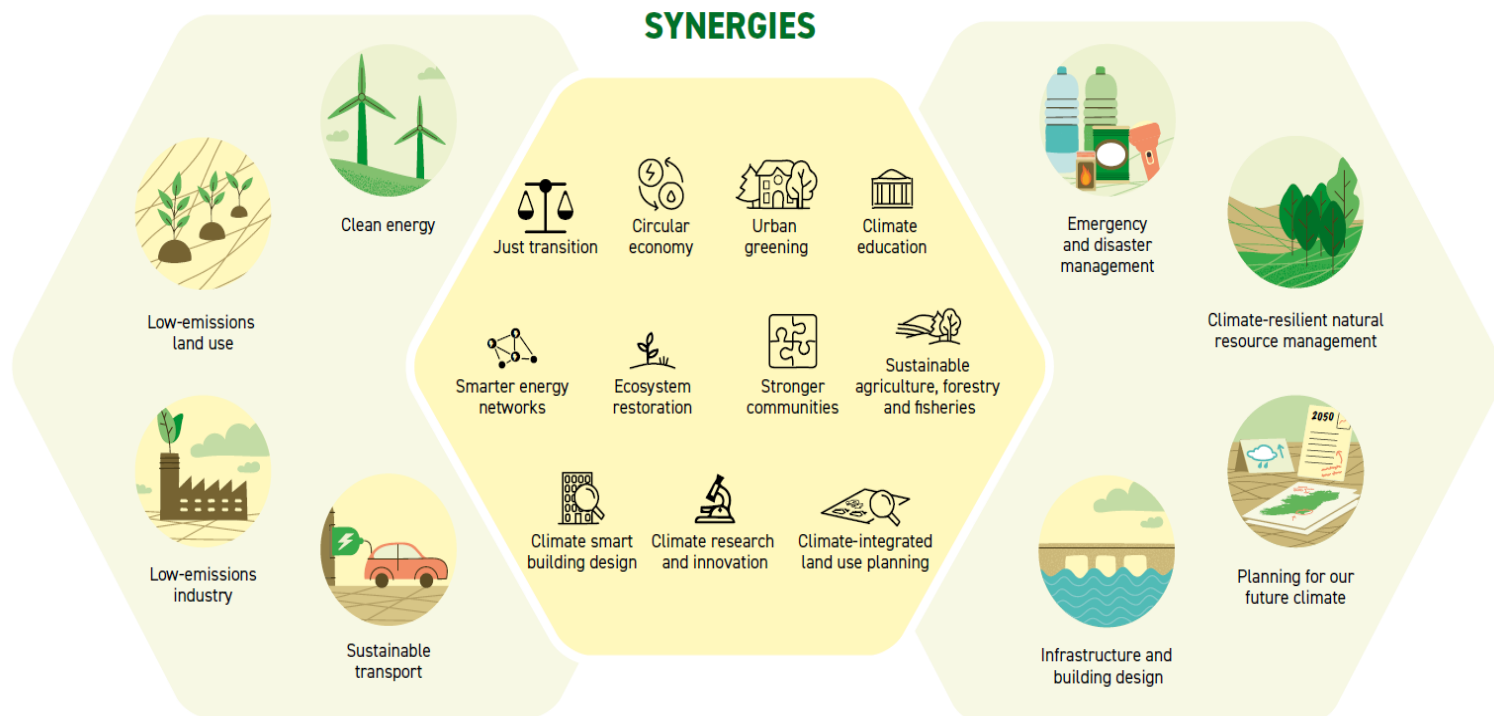 SYNERGIES
Clean energy
Low-emissions
land use
Low-emissions
industry
Sustainable
transport
Just transition
Circular
economy
Urban
greening
Climate
education
Smarter energy
networks
Ecosystem
restoration
Stronger
communities
Sustainable
agriculture, forestry
and fisheries
Climate smart
building design
Climate research
and innovation
Climate-integrated
land use planning
Emergency
and disaster
management
Climate-resilient natural
resource management
2050
Planning for our
future climate
Infrastructure and
building design